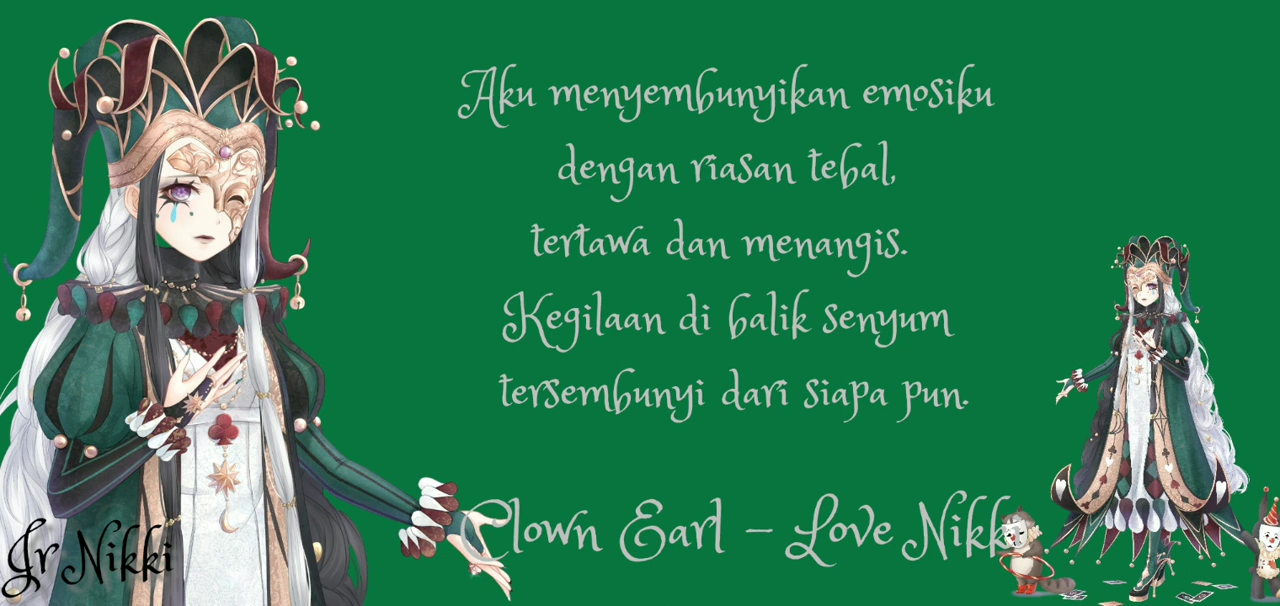 Aku menyembunyikan emosiku
dengan riasan tebal,
tertawa dan menangis.
Kegilaan di balik senyum
tersembunyi dari siapa pun.
Clown Earl - Love Nikki
Jr Nikki